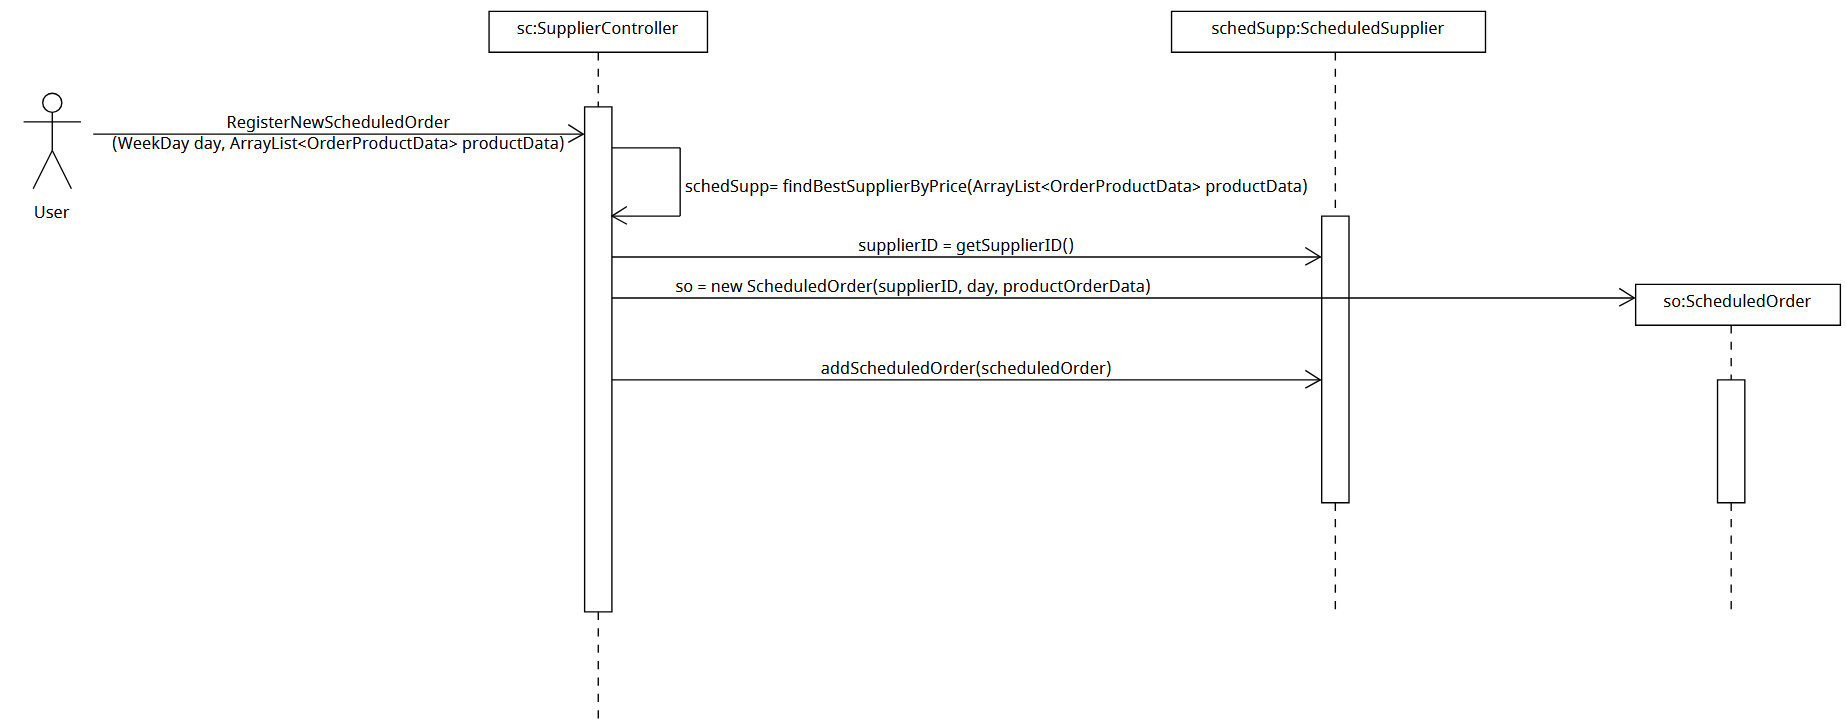 sc:SupplierController
schedSupp:ScheduledSupplier
RegisterNewScheduledOrder
(WeekDay day, ArrayList<OrderProductData> productData)
User
schedSupp= findBestSupplierByPrice(ArrayList<OrderProductData> productData)
supplierID = getSupplierID()
so = new ScheduledOrder(supplierID, day, productOrderData)
so:ScheduledOrder
addScheduledOrder(scheduledOrder)